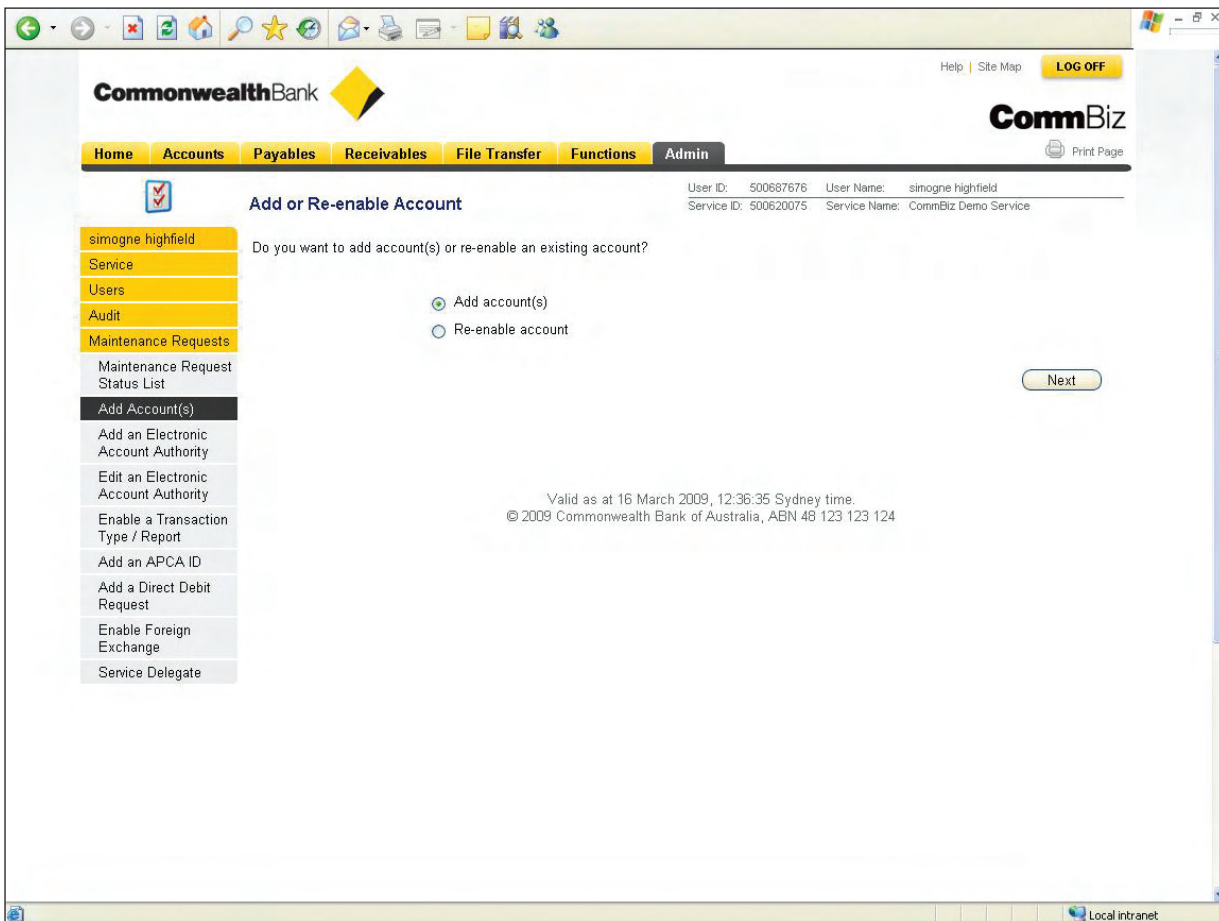 Help | Site Map LOG OFF
CommonwealthBank
CommBiz
Home Accounts Payables Receivables File Transfer Functions Admin
Print Page
User ID: 500687676 User Name: simogne highfield
Add or Re-enable Account
Service ID: 500620075 Service Name: CommBiz Demo Service
simogne highfield
Service
Users
Audit
Maintenance Requests
Maintenance Request
Status List
Add Account(s)
Add an Electronic
Account Authority
Edit an Electronic
Account Authority
Enable a Transaction
Type / Report
Add an APCA ID
Add a Direct Debit
Request
Enable Foreign
Exchange
Service Delegate
Do you want to add account(s) or re-enable an existing account?
Add account(s)
Re-enable account
Next
Valid as at 16 March 2009, 12:36:35 Sydney time.
© 2009 Commonwealth Bank of Australia, ABN 48 123 123 124
Local intranet